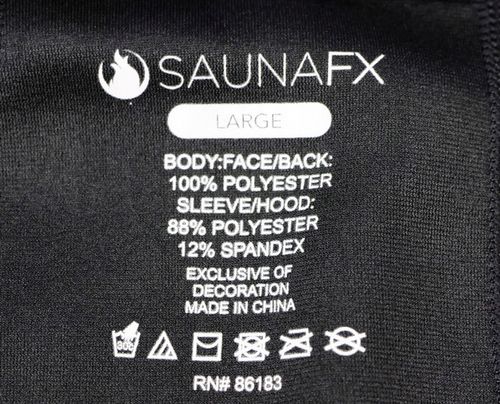 SAUNAFX
LARGE
BODY:FACE/BACK:
100% POLYESTER
SLEEVE/HOOD:
88% POLYESTER
12% SPANDEX
EXCLUSIVE OF
DECORATION
MADE IN CHINA
RN# 86183